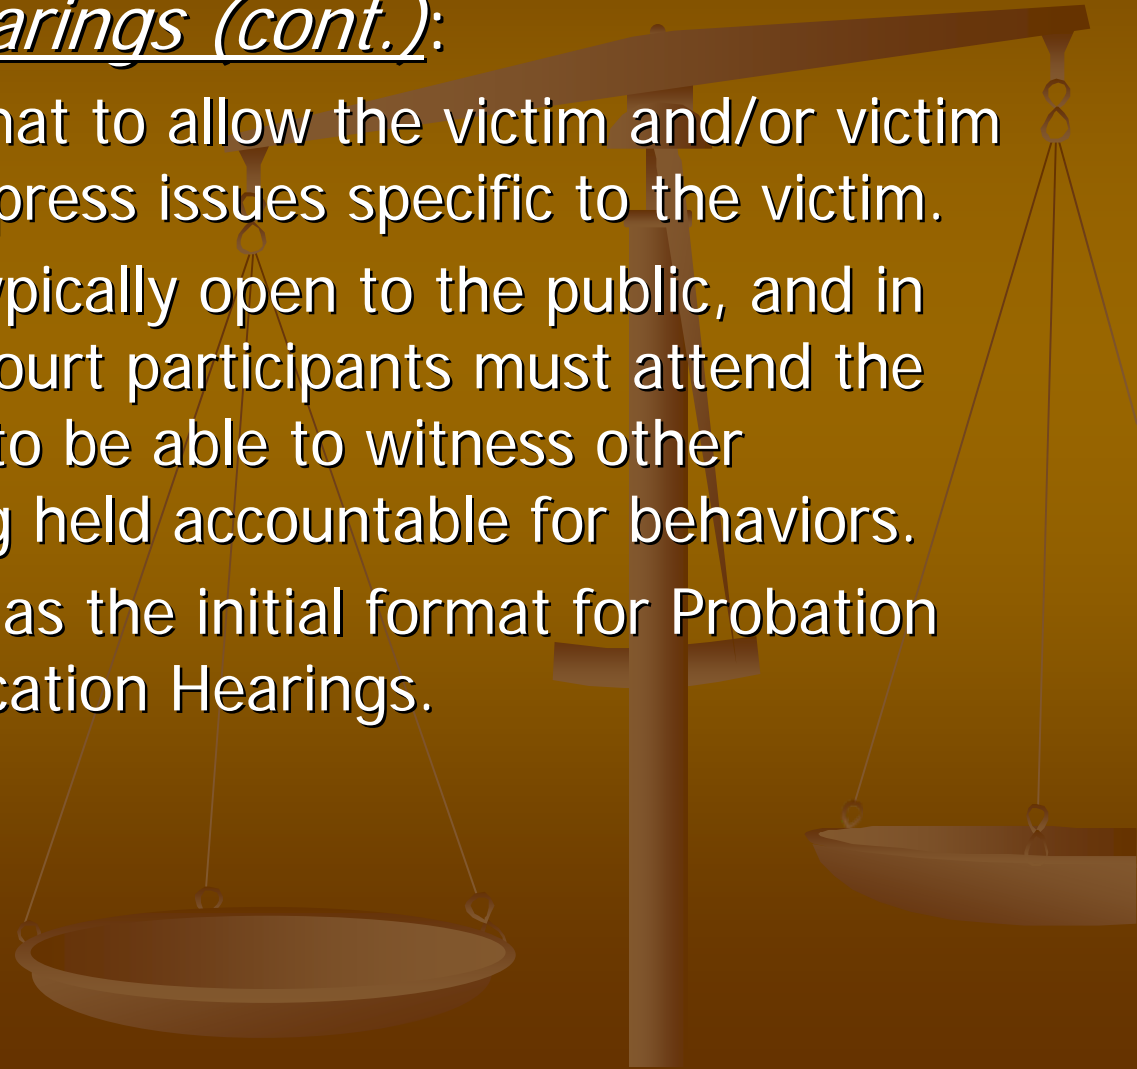 arings (cont.):
hat to allow the victim and/or victim
press issues specific to the victim.
ypically open to the public, and in
ourt participants must attend the
to be able to witness other
g held accountable for behaviors.
as the initial format for Probation
cation Hearings.